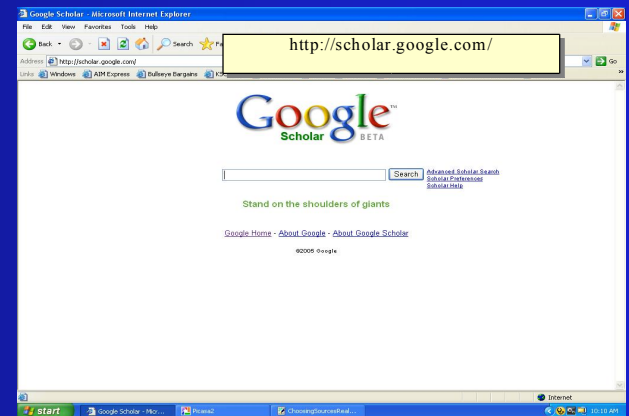 Google Scholar - Microsoft Internet Explorer
File Edit View Favorites Tools Help
http://scholar.google.com/
Back Search
Address http://scholar.google.com/ Go
Links Windows AIM Express Bullseye Bargains
Google™
Scholar BETA
Search
Advanced Scholar Search
Scholar Preferences
Scholar Help
Stand on the shoulders of giants
Google Home - About Google - About Google Scholar
©2005 Google
Internet
start Google Scholar - Micr... Picasa2 ChoosingSourcesReal... 10:10 AM